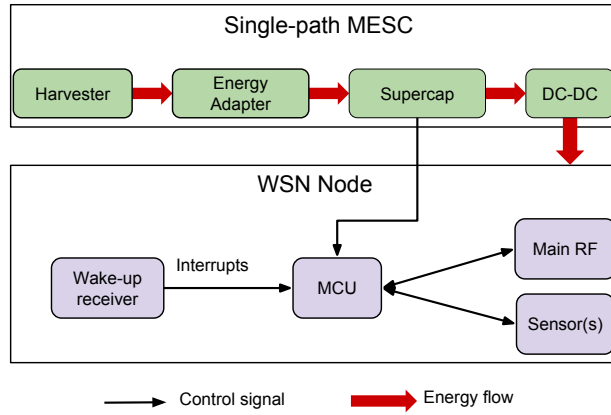 Single-path MESC
Harvester
Energy
Adapter
Supercap
DC-DC
WSN Node
Wake-up
receiver
Interrupts
MCU
Main RF
Sensor(s)
Control signal
Energy flow